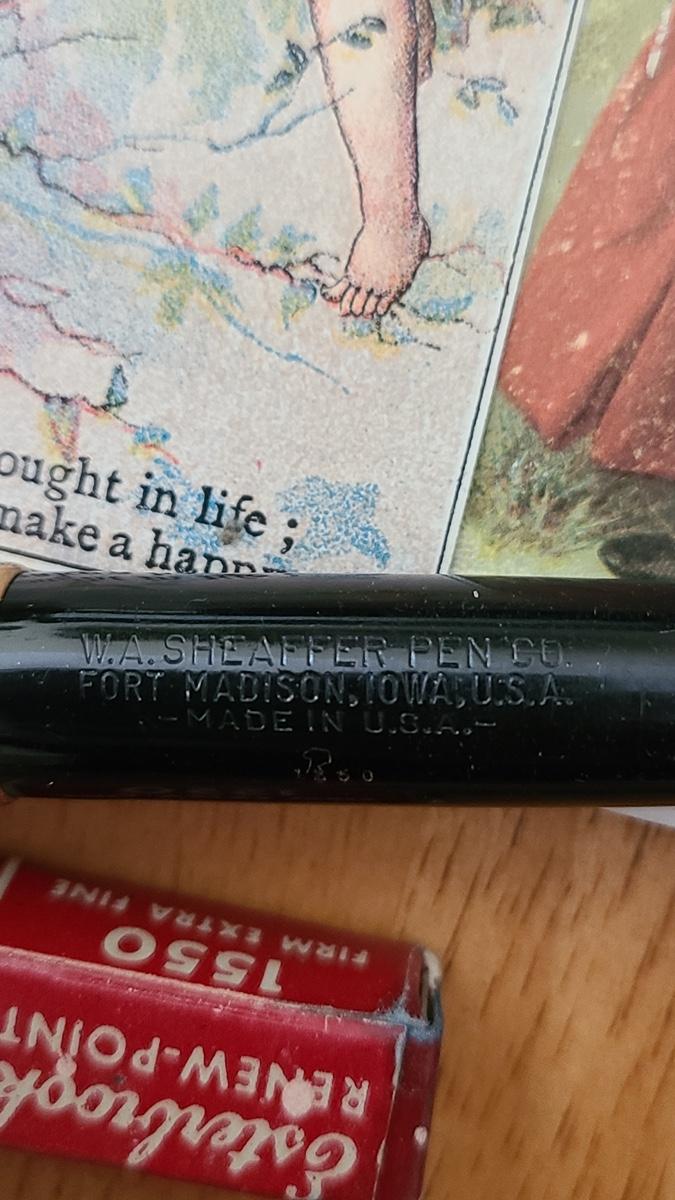 ought in life ;
make a happy
W.A. SHEAFFER PEN CO.
FORT MADISON, IOWA, U.S.A.
-MADE IN U.S.A.-
1550
FIRM EXTRA FINE
RENEW-POINT
Esterbrook